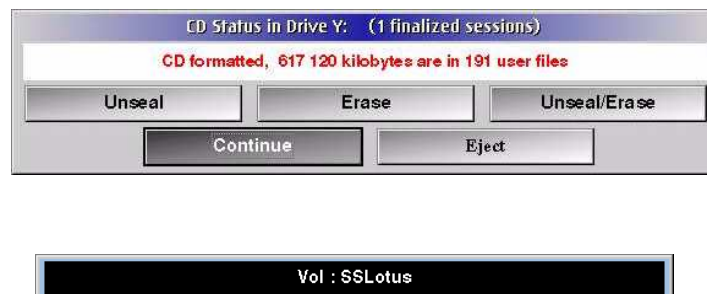 CD Status in Drive Y: (1 finalized sessions)
CD formatted, 617 120 kilobytes are in 191 user files
Unseal Erase Unseal/Erase
Continue Eject
Vol : SSLotus